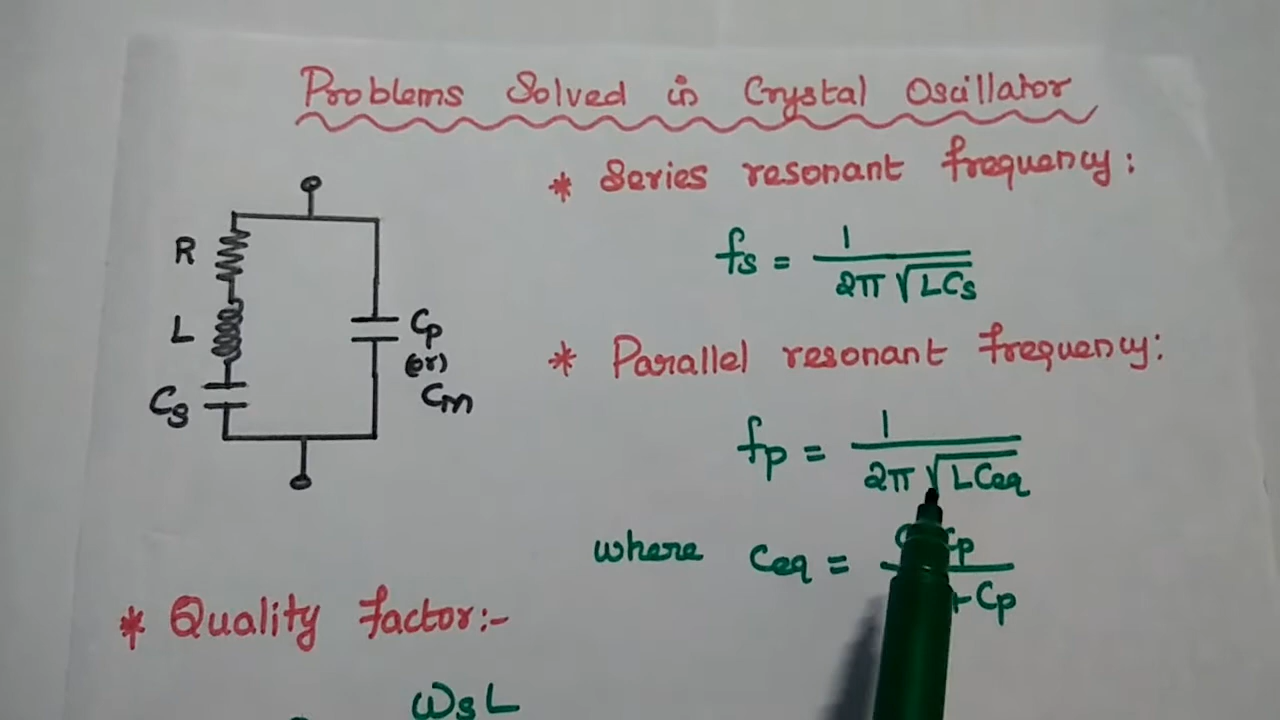 Problems Solved in Crystal Oscillator
* Series resonant frequency:
fs = 1 / 2π √LCs
R
L
Cs
Cp
(or)
Cm
* Parallel resonant frequency:
fp = 1 / 2π √LCeq
where Ceq = Cp / + Cp
* Quality factor:-
ωsL